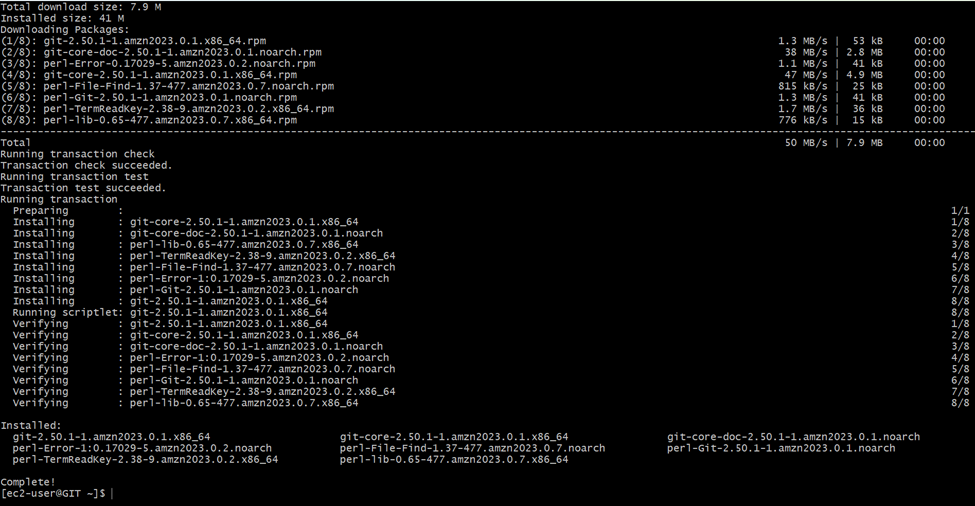 Total download size: 7.9 M
Installed size: 41 M
Downloading Packages:
(1/8): git-2.50.1-1.amzn2023.0.1.x86_64.rpm 1.3 MB/s | 53 kB 00:00
(2/8): git-core-doc-2.50.1-1.amzn2023.0.1.noarch.rpm 38 MB/s | 2.8 MB 00:00
(3/8): perl-Error-0.17029-5.amzn2023.0.2.noarch.rpm 1.1 MB/s | 41 kB 00:00
(4/8): git-core-2.50.1-1.amzn2023.0.1.x86_64.rpm 47 MB/s | 4.9 MB 00:00
(5/8): perl-File-Find-1.37-477.amzn2023.0.7.noarch.rpm 815 kB/s | 25 kB 00:00
(6/8): perl-Git-2.50.1-1.amzn2023.0.1.noarch.rpm 1.3 MB/s | 41 kB 00:00
(7/8): perl-TermReadKey-2.38-9.amzn2023.0.2.x86_64.rpm 1.7 MB/s | 36 kB 00:00
(8/8): perl-lib-0.65-477.amzn2023.0.7.x86_64.rpm 776 kB/s | 15 kB 00:00
--------------------------------------------------------------------------------
Total 50 MB/s | 7.9 MB 00:00
Running transaction check
Transaction check succeeded.
Running transaction test
Transaction test succeeded.
Running transaction
Preparing : 1/1
Installing : git-core-2.50.1-1.amzn2023.0.1.x86_64 1/8
Installing : git-core-doc-2.50.1-1.amzn2023.0.1.noarch 2/8
Installing : perl-lib-0.65-477.amzn2023.0.7.x86_64 3/8
Installing : perl-TermReadKey-2.38-9.amzn2023.0.2.x86_64 4/8
Installing : perl-File-Find-1.37-477.amzn2023.0.7.noarch 5/8
Installing : perl-Error-1:0.17029-5.amzn2023.0.2.noarch 6/8
Installing : perl-Git-2.50.1-1.amzn2023.0.1.noarch 7/8
Installing : git-2.50.1-1.amzn2023.0.1.x86_64 8/8
Running scriptlet: git-2.50.1-1.amzn2023.0.1.x86_64 8/8
Verifying : git-2.50.1-1.amzn2023.0.1.x86_64 1/8
Verifying : git-core-2.50.1-1.amzn2023.0.1.x86_64 2/8
Verifying : git-core-doc-2.50.1-1.amzn2023.0.1.noarch 3/8
Verifying : perl-Error-1:0.17029-5.amzn2023.0.2.noarch 4/8
Verifying : perl-File-Find-1.37-477.amzn2023.0.7.noarch 5/8
Verifying : perl-Git-2.50.1-1.amzn2023.0.1.noarch 6/8
Verifying : perl-TermReadKey-2.38-9.amzn2023.0.2.x86_64 7/8
Verifying : perl-lib-0.65-477.amzn2023.0.7.x86_64 8/8
Installed:
git-2.50.1-1.amzn2023.0.1.x86_64 git-core-2.50.1-1.amzn2023.0.1.x86_64 git-core-doc-2.50.1-1.amzn2023.0.1.noarch
perl-Error-1:0.17029-5.amzn2023.0.2.noarch perl-File-Find-1.37-477.amzn2023.0.7.noarch perl-Git-2.50.1-1.amzn2023.0.1.noarch
perl-TermReadKey-2.38-9.amzn2023.0.2.x86_64 perl-lib-0.65-477.amzn2023.0.7.x86_64
Complete!
[ec2-user@GIT ~]$